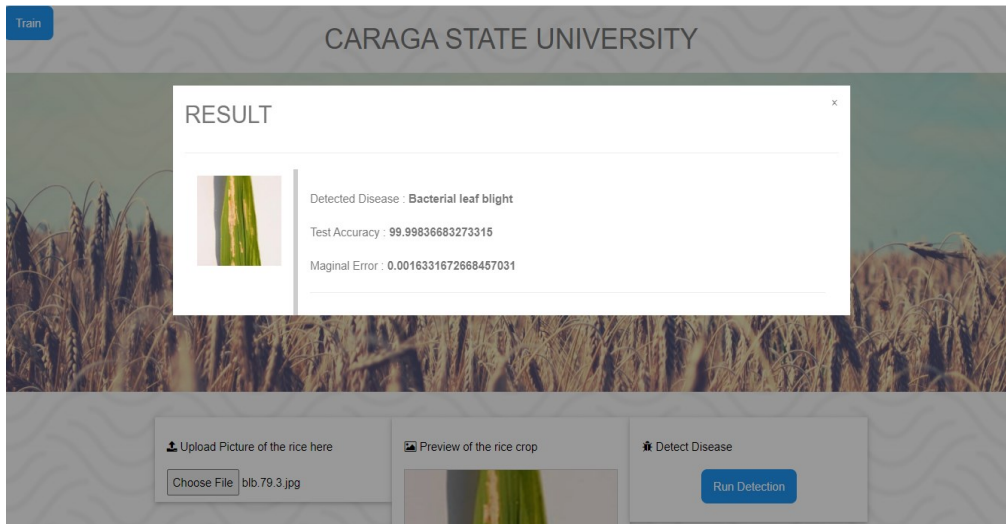 Train
CARAGA STATE UNIVERSITY
RESULT
×
Detected Disease : Bacterial leaf blight
Test Accuracy : 99.99836683273315
Maginal Error : 0.0016331672668457031
Upload Picture of the rice here
Choose File blb.79.3.jpg
Preview of the rice crop
Detect Disease
Run Detection